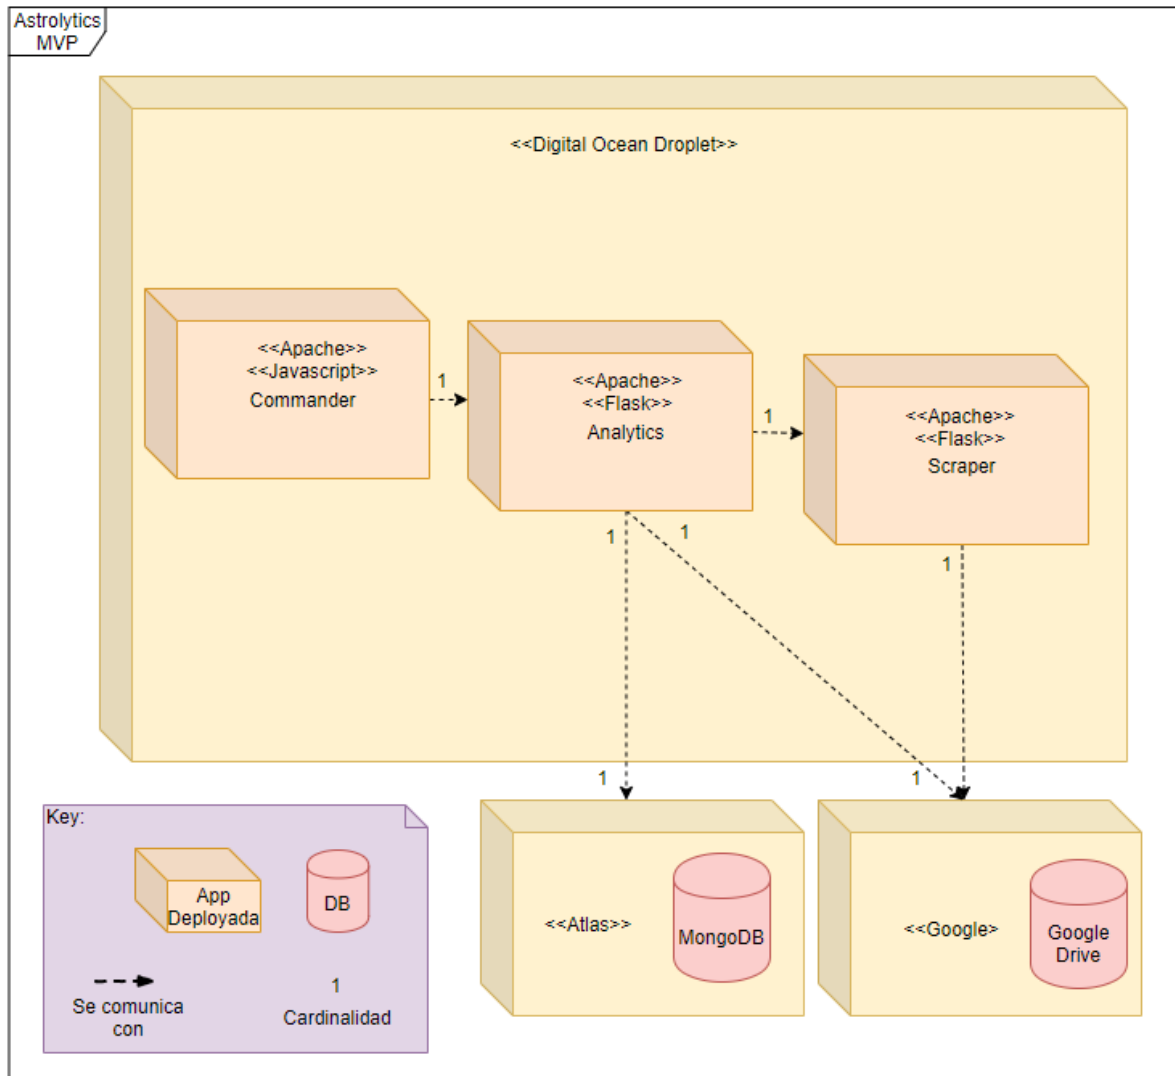 Astrolytics
MVP
<<Digital Ocean Droplet>>
<<Apache>>
<<Javascript>>
Commander
1
<<Apache>>
<<Flask>>
Analytics
1
<<Apache>>
<<Flask>>
Scraper
1
1
1
1
1
Key:
App
Deployada
DB
Se comunica
con
1
Cardinalidad
<<Atlas>>
MongoDB
<<Google>
Google
Drive